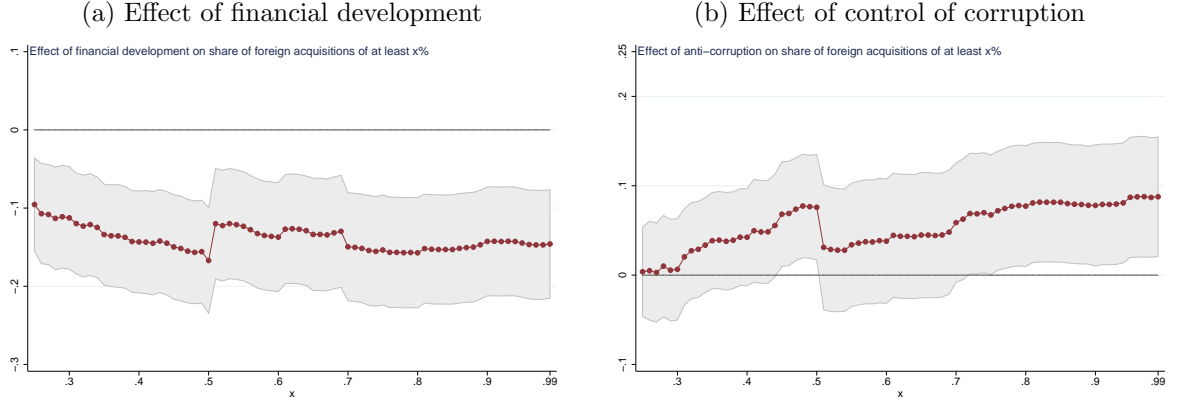 (a) Effect of financial development
Effect of financial development on share of foreign acquisitions of at least x%
.1
0
-.1
-.2
-.3
.3 .4 .5 .6 .7 .8 .9 .99
x
(b) Effect of control of corruption
Effect of anti-corruption on share of foreign acquisitions of at least x%
.25
.2
.1
0
-.1
.3 .4 .5 .6 .7 .8 .9 .99
x